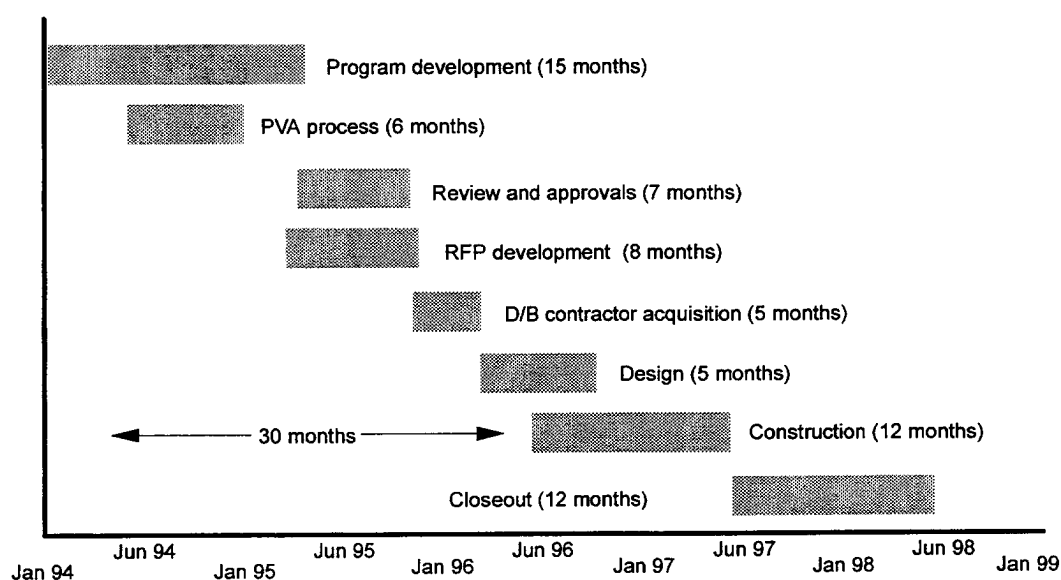 Program development (15 months)
PVA process (6 months)
Review and approvals (7 months)
RFP development (8 months)
D/B contractor acquisition (5 months)
Design (5 months)
30 months
Construction (12 months)
Closeout (12 months)
Jun 94 Jun 95 Jun 96 Jun 97 Jun 98
Jan 94 Jan 95 Jan 96 Jan 97 Jan 98 Jan 99